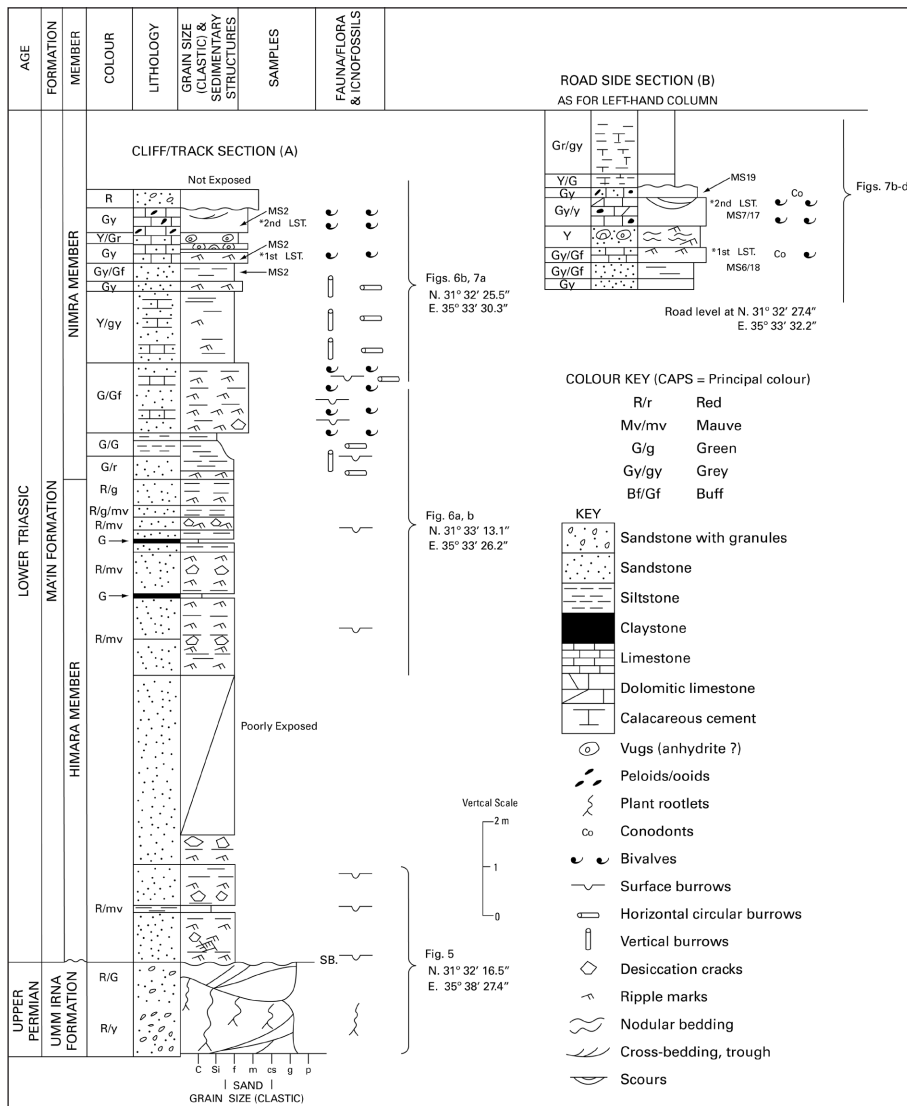 AGE
FORMATION
MEMBER
COLOUR
LITHOLOGY
GRAIN SIZE
(CLASTIC) &
SEDIMENTARY
STRUCTURES
SAMPLES
FAUNA/FLORA
& ICNOFOSSILS
LOWER TRIASSIC
UPPER
PERMIAN
MA'IN FORMATION
UMM IRNA
FORMATION
NIMRA MEMBER
HIMARA MEMBER
CLIFF/TRACK SECTION (A)
Not Exposed
R
Gy
MS2
*2nd LST.
Y/Gr
MS2
Gy
*1st LST.
Gy/Gf
MS2
Gy
Y/gy
G/Gf
G/G
G/r
R/g
R/g/mv
R/mv
G
R/mv
G
R/mv
Poorly Exposed
R/mv
SB.
R/G
R/y
C Si f m cs g p
SAND
GRAIN SIZE (CLASTIC)
Figs. 6b, 7a
N. 31° 32' 25.5"
E. 35° 33' 30.3"
Fig. 6a, b
N. 31° 33' 13.1"
E. 35° 33' 26.2"
Fig. 5
N. 31° 32' 16.5"
E. 35° 38' 27.4"
Vertcal Scale
2 m
1
0
ROAD SIDE SECTION (B)
AS FOR LEFT-HAND COLUMN
Gr/gy
Y/G
MS19
Gy
Co
*2nd LST.
Gy/y
MS7/17
Y
Gy/Gf
*1st LST.
Co
MS6/18
Gy/Gf
Gy
Figs. 7b-d
Road level at N. 31° 32' 27.4"
E. 35° 33' 32.2"
COLOUR KEY (CAPS = Principal colour)
R/r Red
Mv/mv Mauve
G/g Green
Gy/gy Grey
Bf/Gf Buff
KEY
Sandstone with granules
Sandstone
Siltstone
Claystone
Limestone
Dolomitic limestone
Calacareous cement
Vugs (anhydrite ?)
Peloids/ooids
Plant rootlets
Co Conodonts
Bivalves
Surface burrows
Horizontal circular burrows
Vertical burrows
Desiccation cracks
Ripple marks
Nodular bedding
Cross-bedding, trough
Scours